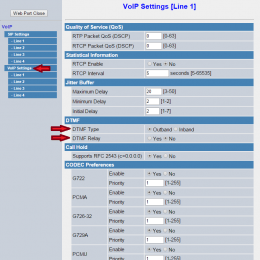 VoIP Settings [Line 1]
Web Port Close
VoIP
SIP Settings
- Line 1
- Line 2
- Line 3
- Line 4
VoIP Settings
- Line 1
- Line 2
- Line 3
- Line 4
Quality of Service (QoS)
RTP Packet QoS (DSCP) 0 [0-63]
RTCP Packet QoS (DSCP) 0 [0-63]
Statistical Information
RTCP Enable Yes No
RTCP Interval 5 seconds [5-65535]
Jitter Buffer
Maximum Delay 20 [3-50]
Minimum Delay 2 [1-2]
Initial Delay 2 [1-7]
DTMF
DTMF Type Outband Inband
DTMF Relay Yes No
Call Hold
Supports RFC 2543 (c=0.0.0.0) Yes No
CODEC Preferences
G722 Enable Yes No
Priority 1 [1-255]
PCMA Enable Yes No
Priority 1 [1-255]
G726-32 Enable Yes No
Priority 1 [1-255]
G729A Enable Yes No
Priority 1 [1-255]
PCMU Enable Yes No
Priority 1 [1-255]